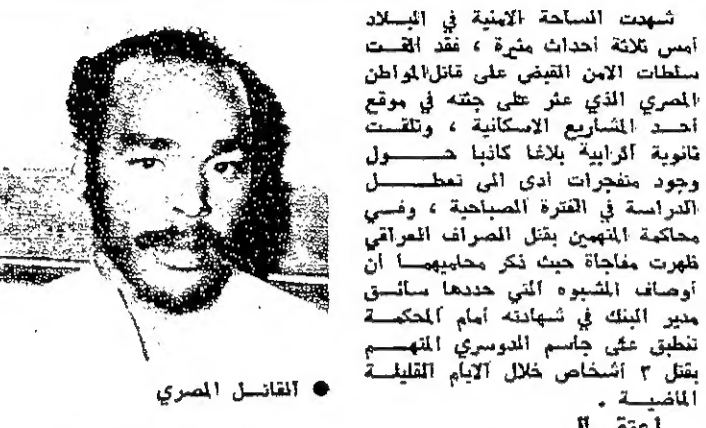 شهدت الساحة الامنية في البلاد
أمس ثلاثة أحداث مثيرة ، فقد القت
سلطات الامن القبض على قاتل المواطن
المصري الذي عثر على جثته في موقع
أحد المشاريع الاسكانية ، وتلقت
ثانوية الرابية بلاغا كاذبا حول
وجود متفجرات أدى الى تعطل
الدراسة في الفترة الصباحية ، وفي
محاكمة المتهمين بقتل الصراف العراقي
ظهرت مفاجأة حيث ذكر محاميهما أن
أوصاف المشبوه التي حددها سائق
مدير البنك في شهادته أمام المحكمة
تنطبق على جاسم الدوسري المتهم
بقتل ٣ أشخاص خلال الايام القليلة
الماضية .
● القاتل المصري